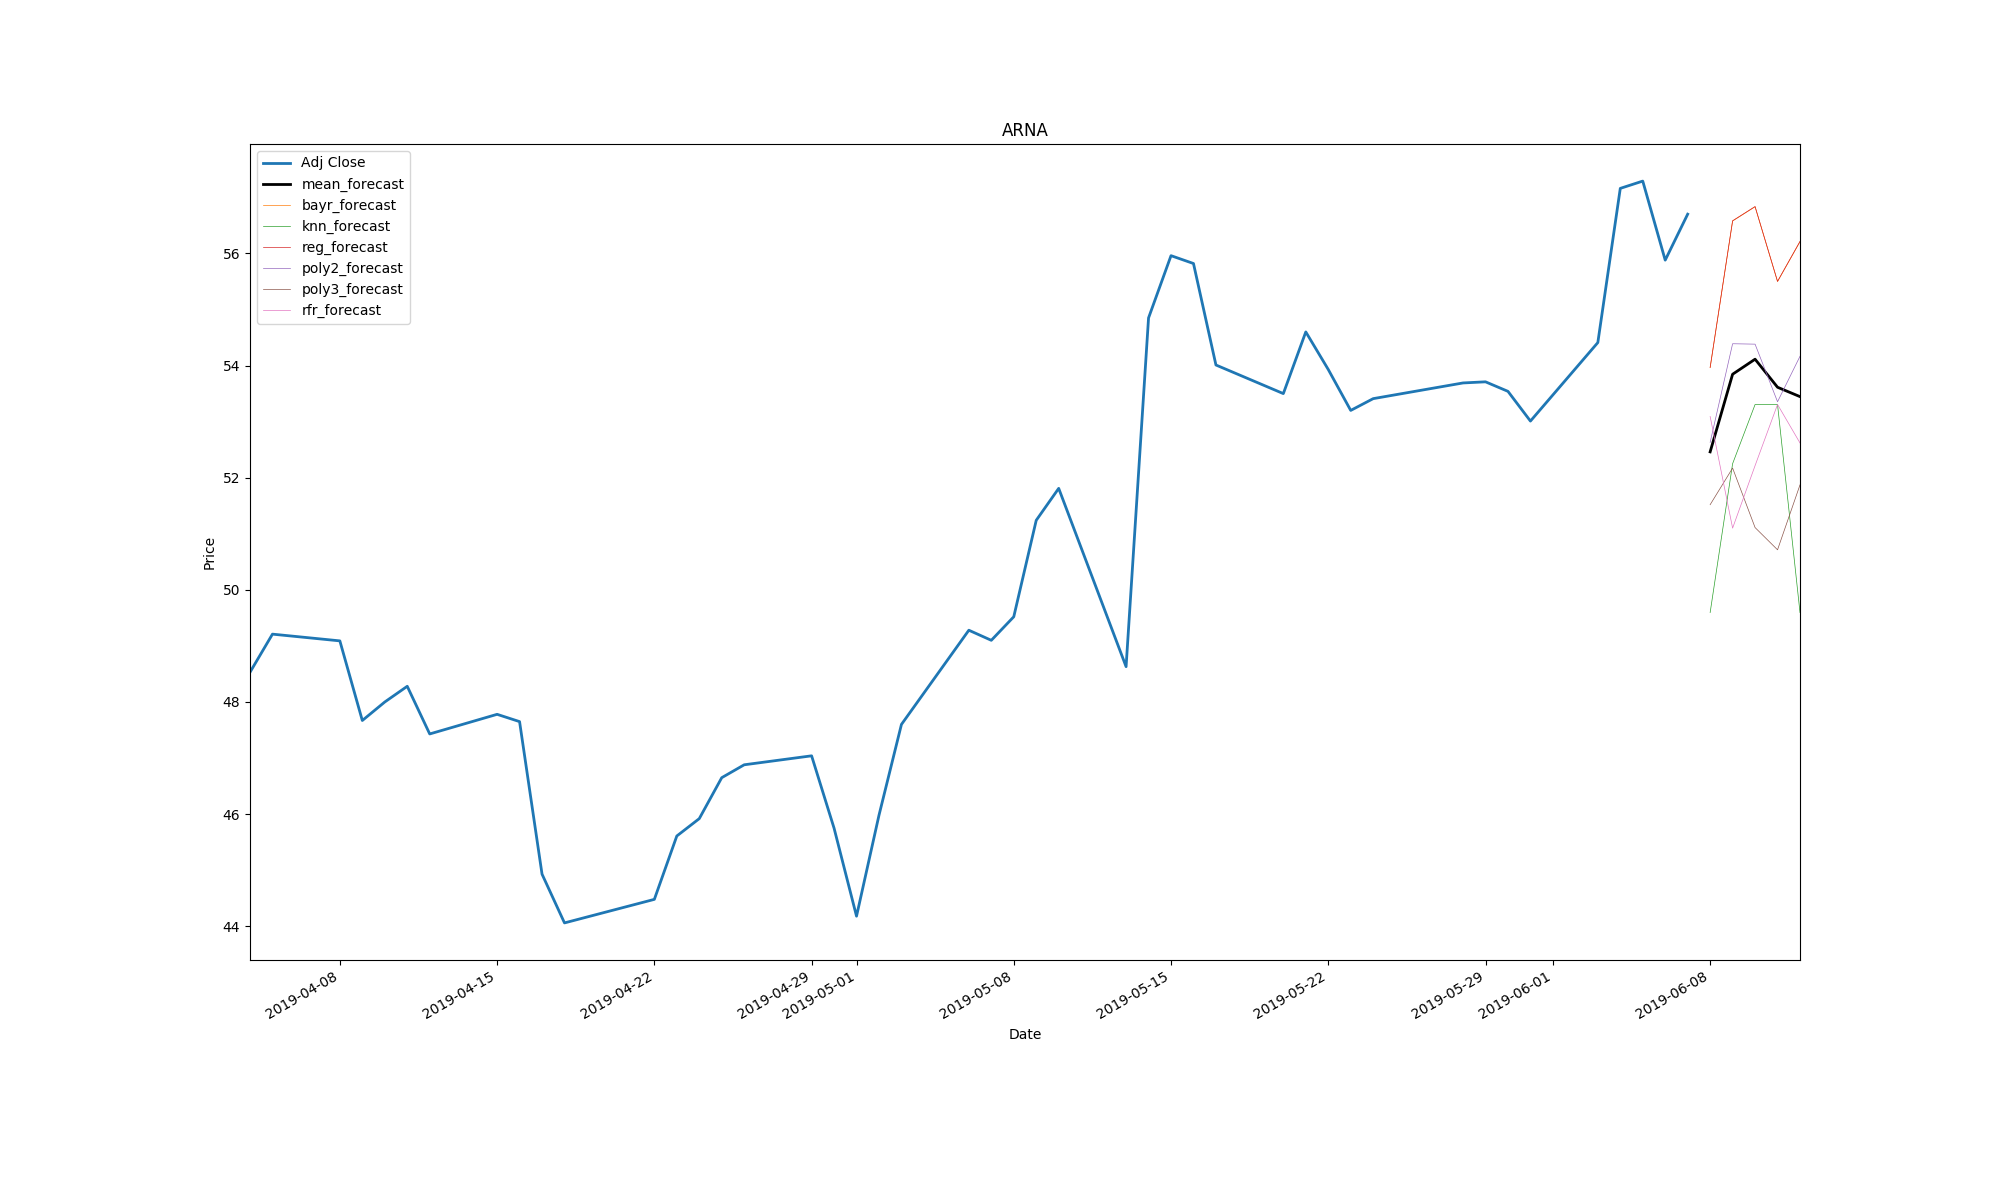 ARNA
Adj Close
mean_forecast
bayr_forecast
knn_forecast
reg_forecast
poly2_forecast
poly3_forecast
rfr_forecast
Price
56
54
52
50
48
46
44
2019-04-08
2019-04-15
2019-04-22
2019-04-29
2019-05-01
2019-05-08
2019-05-15
2019-05-22
2019-05-29
2019-06-01
2019-06-08
Date